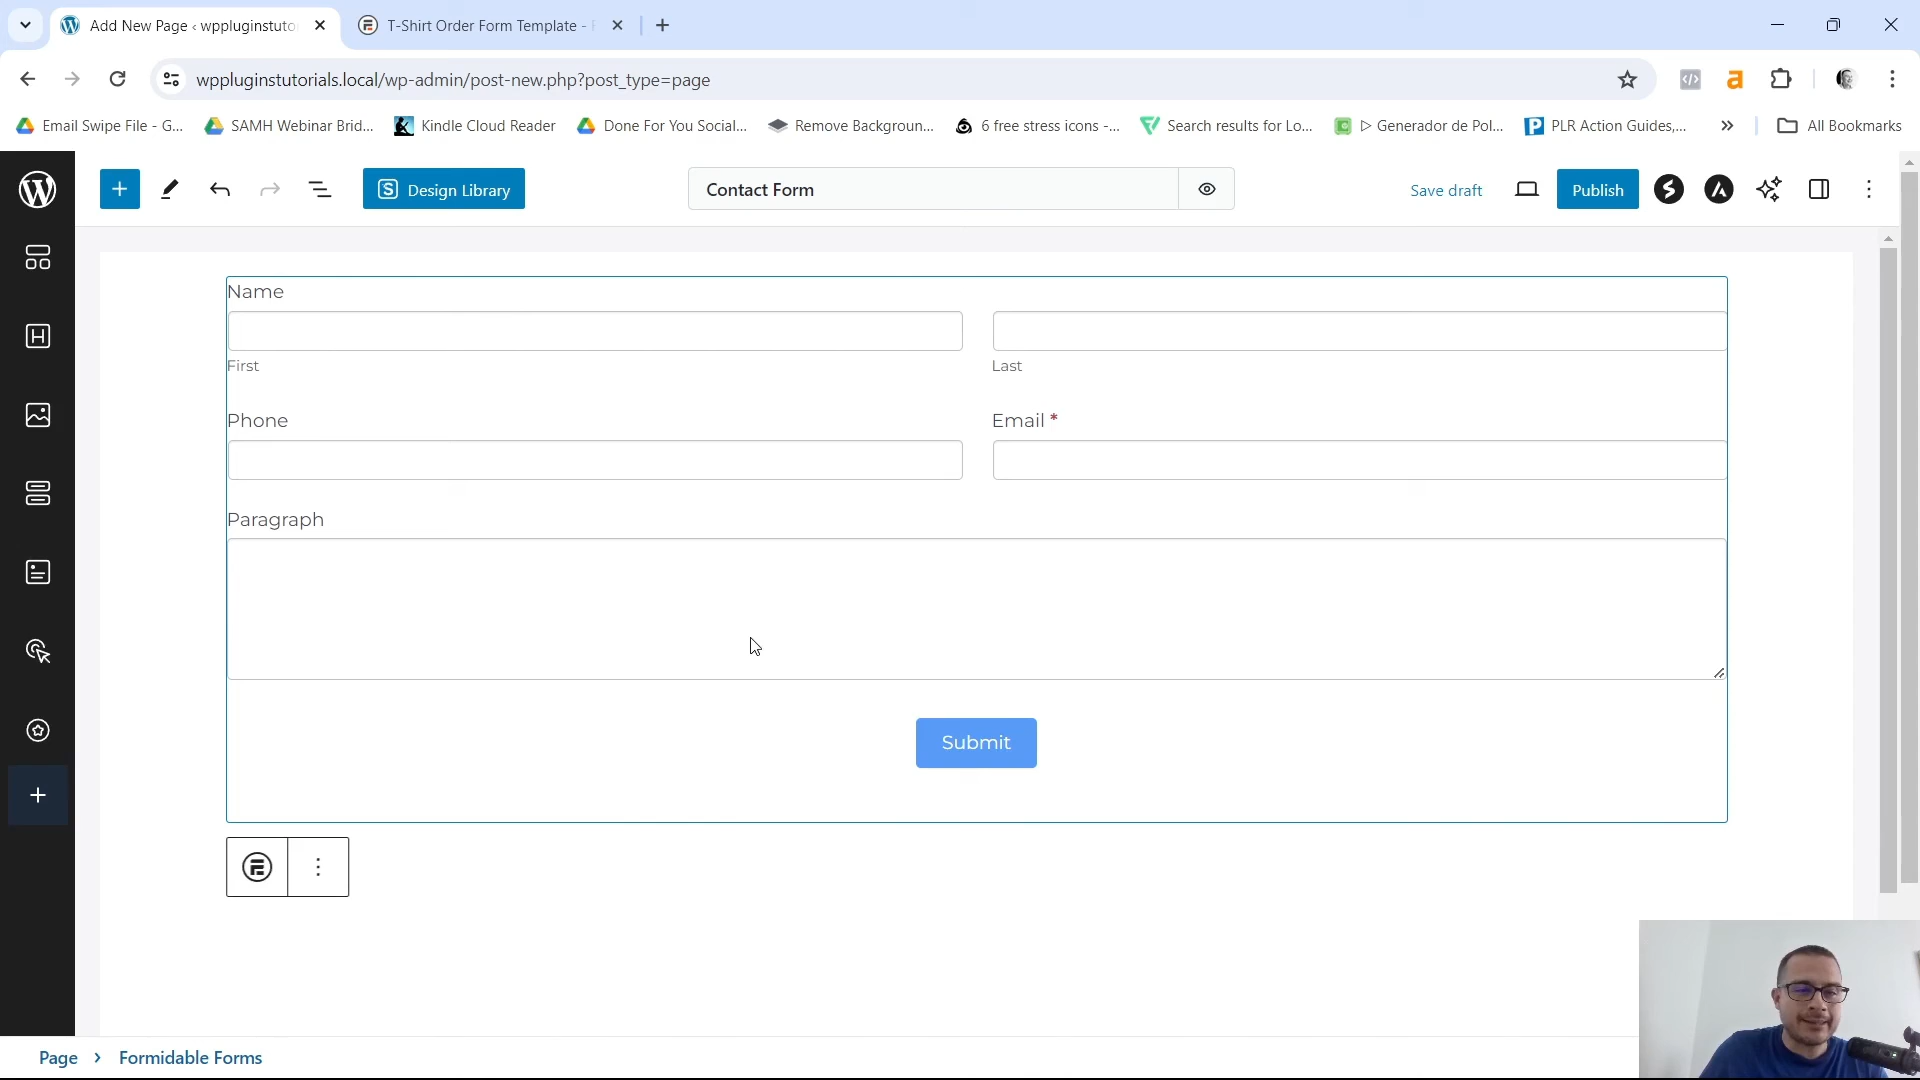 Add New Page ‹ wppluginstuto
T-Shirt Order Form Template -
wppluginstutorials.local/wp-admin/post-new.php?post_type=page
Email Swipe File - G...
SAMH Webinar Brid...
Kindle Cloud Reader
Done For You Social...
Remove Backgroun...
6 free stress icons -...
Search results for Lo...
▷ Generador de Pol...
PLR Action Guides,...
All Bookmarks
Design Library
Contact Form
Save draft
Publish
Name
First
Last
Phone
Email *
Paragraph
Submit
Page › Formidable Forms